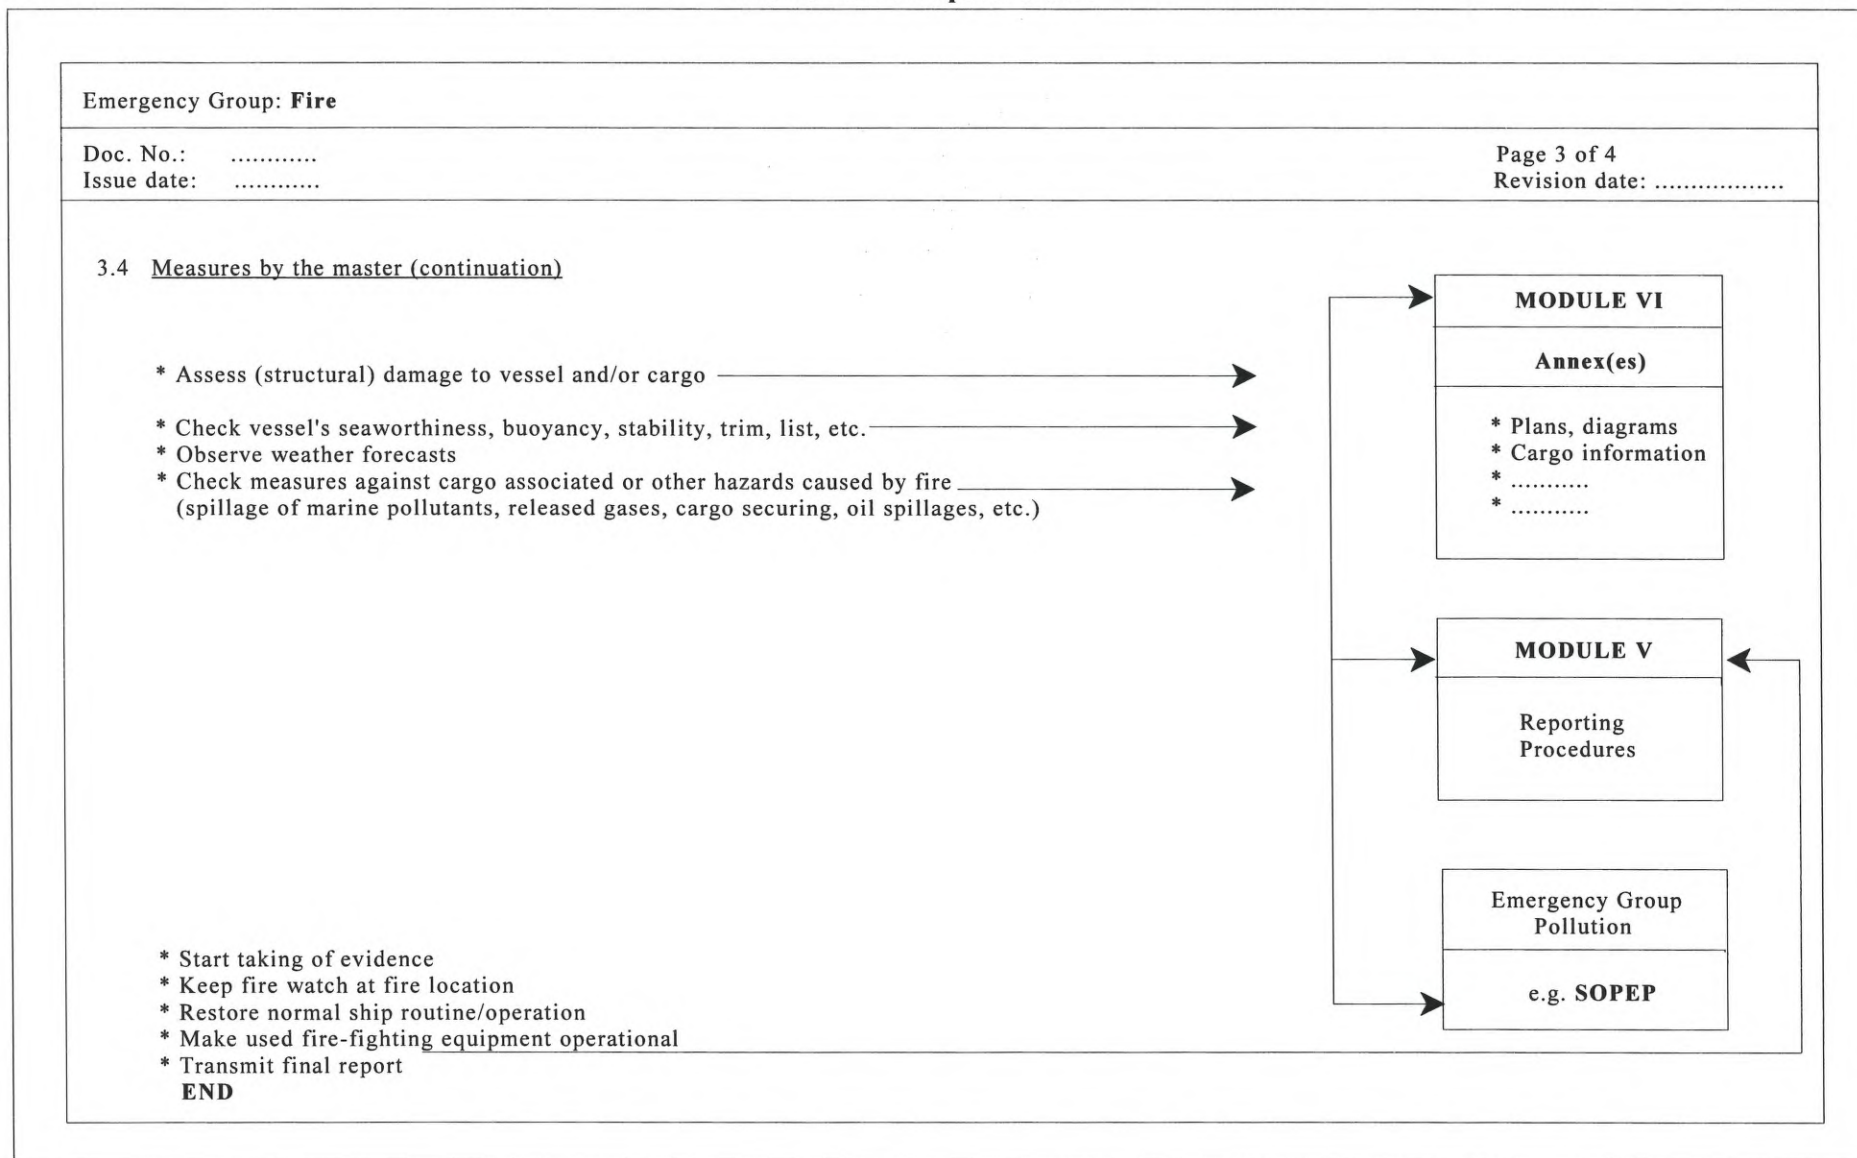 Emergency Group: Fire
Doc. No.: ............
Issue date: ............
Page 3 of 4
Revision date: ..................
3.4 Measures by the master (continuation)
* Assess (structural) damage to vessel and/or cargo
* Check vessel's seaworthiness, buoyancy, stability, trim, list, etc.
* Observe weather forecasts
* Check measures against cargo associated or other hazards caused by fire
(spillage of marine pollutants, released gases, cargo securing, oil spillages, etc.)
* Start taking of evidence
* Keep fire watch at fire location
* Restore normal ship routine/operation
* Make used fire-fighting equipment operational
* Transmit final report
END
MODULE VI
Annex(es)
* Plans, diagrams
* Cargo information
* ...........
* ...........
MODULE V
Reporting
Procedures
Emergency Group
Pollution
e.g. SOPEP